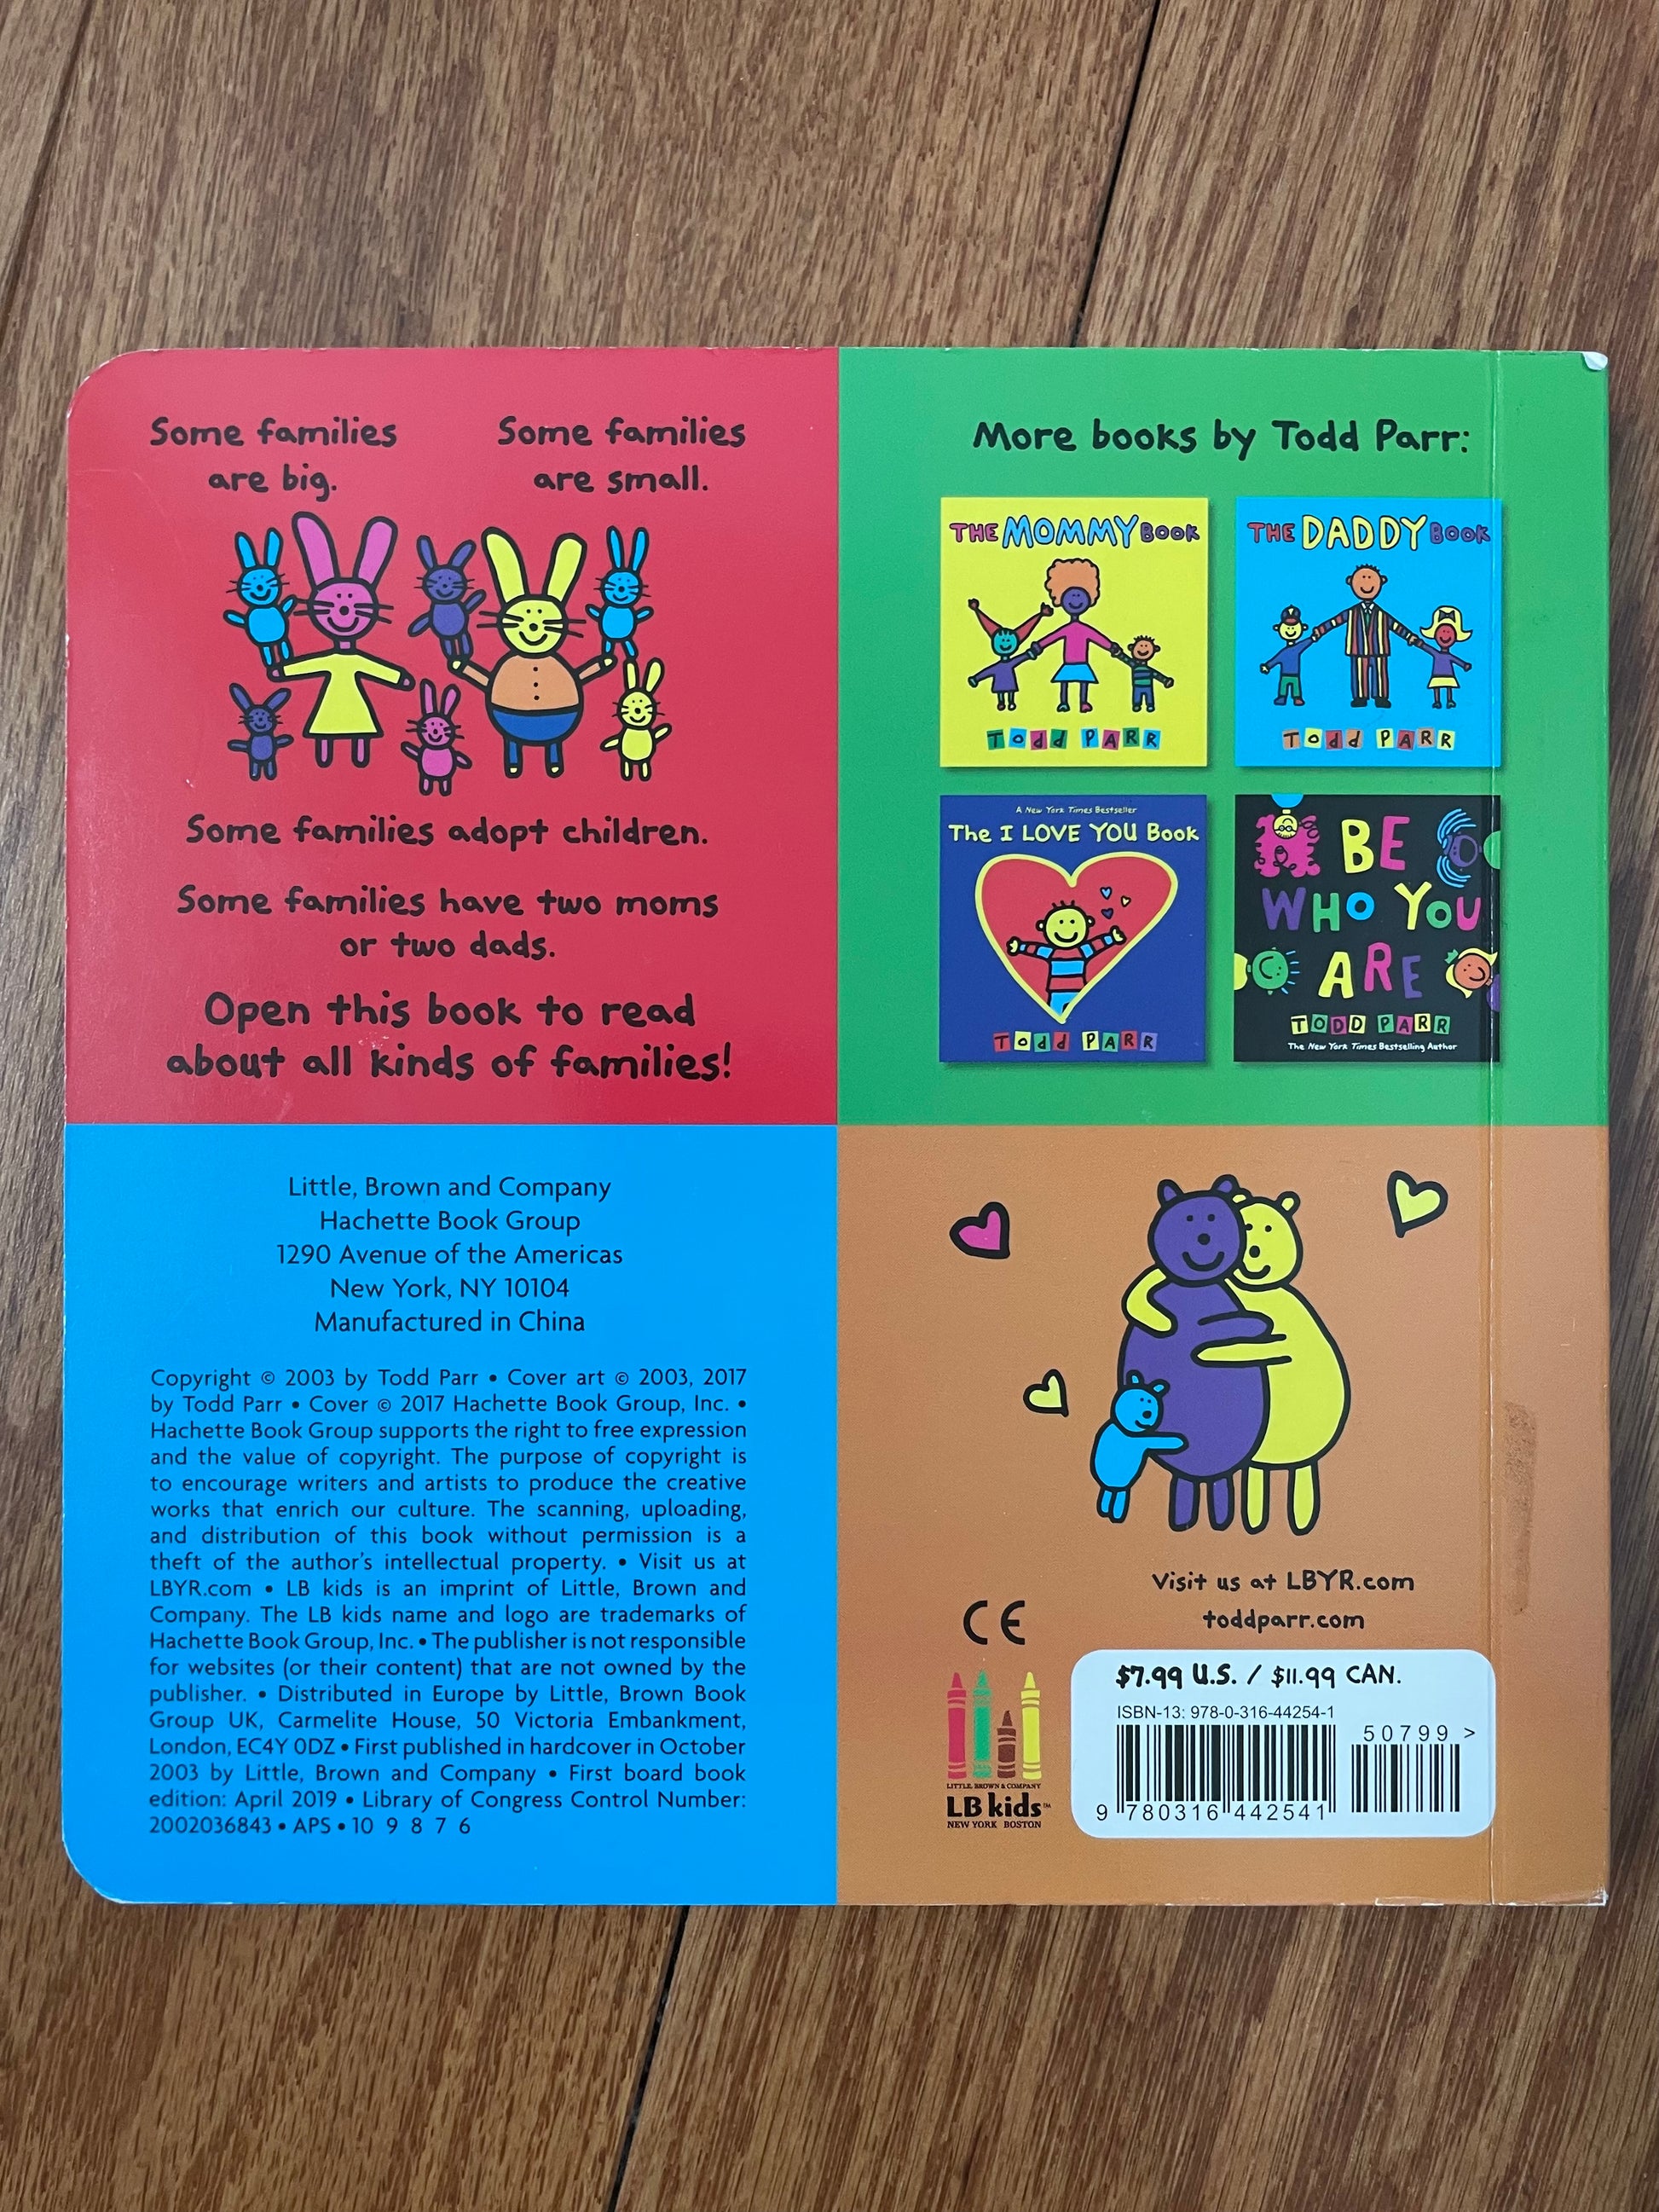 Some families
are big.
Some families
are small.
Some families adopt children.
Some families have two moms
or two dads.
Open this book to read
about all kinds of families!
More books by Todd Parr:
THE MOMMY BOOK
TODD PARR
THE DADDY BOOK
TODD PARR
A New York Times Bestseller
The I LOVE YOU Book
TODD PARR
BE
WHO YOU
ARE
TODD PARR
The New York Times Bestselling Author
Little, Brown and Company
Hachette Book Group
1290 Avenue of the Americas
New York, NY 10104
Manufactured in China
Copyright © 2003 by Todd Parr • Cover art © 2003, 2017
by Todd Parr • Cover © 2017 Hachette Book Group, Inc. •
Hachette Book Group supports the right to free expression
and the value of copyright. The purpose of copyright is
to encourage writers and artists to produce the creative
works that enrich our culture. The scanning, uploading,
and distribution of this book without permission is a
theft of the author's intellectual property. • Visit us at
LBYR.com • LB kids is an imprint of Little, Brown and
Company. The LB kids name and logo are trademarks of
Hachette Book Group, Inc. • The publisher is not responsible
for websites (or their content) that are not owned by the
publisher. • Distributed in Europe by Little, Brown Book
Group UK, Carmelite House, 50 Victoria Embankment,
London, EC4Y 0DZ • First published in hardcover in October
2003 by Little, Brown and Company • First board book
edition: April 2019 • Library of Congress Control Number:
2002036843 • APS • 10 9 8 7 6
Visit us at LBYR.com
toddparr.com
CE
LITTLE, BROWN & COMPANY
LB kids™
NEW YORK BOSTON
$7.99 U.S. / $11.99 CAN.
ISBN-13: 978-0-316-44254-1
50799 >
9 780316 442541